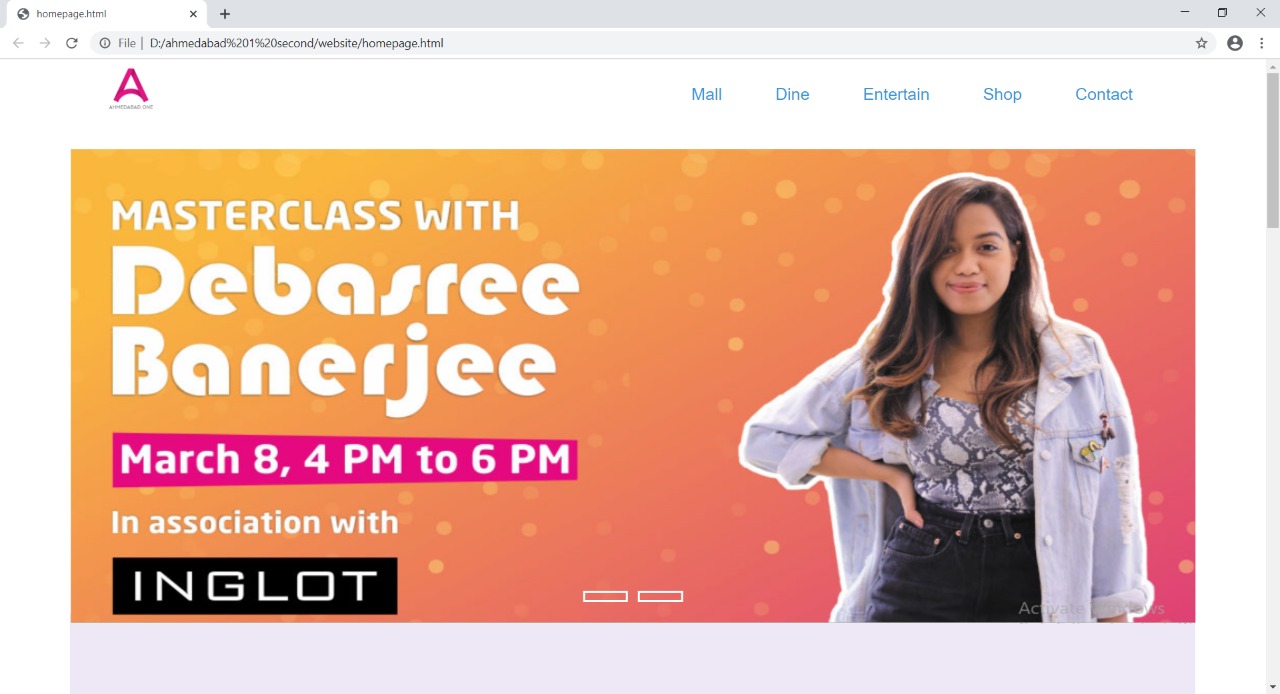 homepage.html
File | D:/ahmedabad%201%20second/website/homepage.html
A
AHMEDABAD ONE
Mall Dine Entertain Shop Contact
MASTERCLASS WITH
Debasree
Banerjee
March 8, 4 PM to 6 PM
In association with
INGLOT
Activate Windows